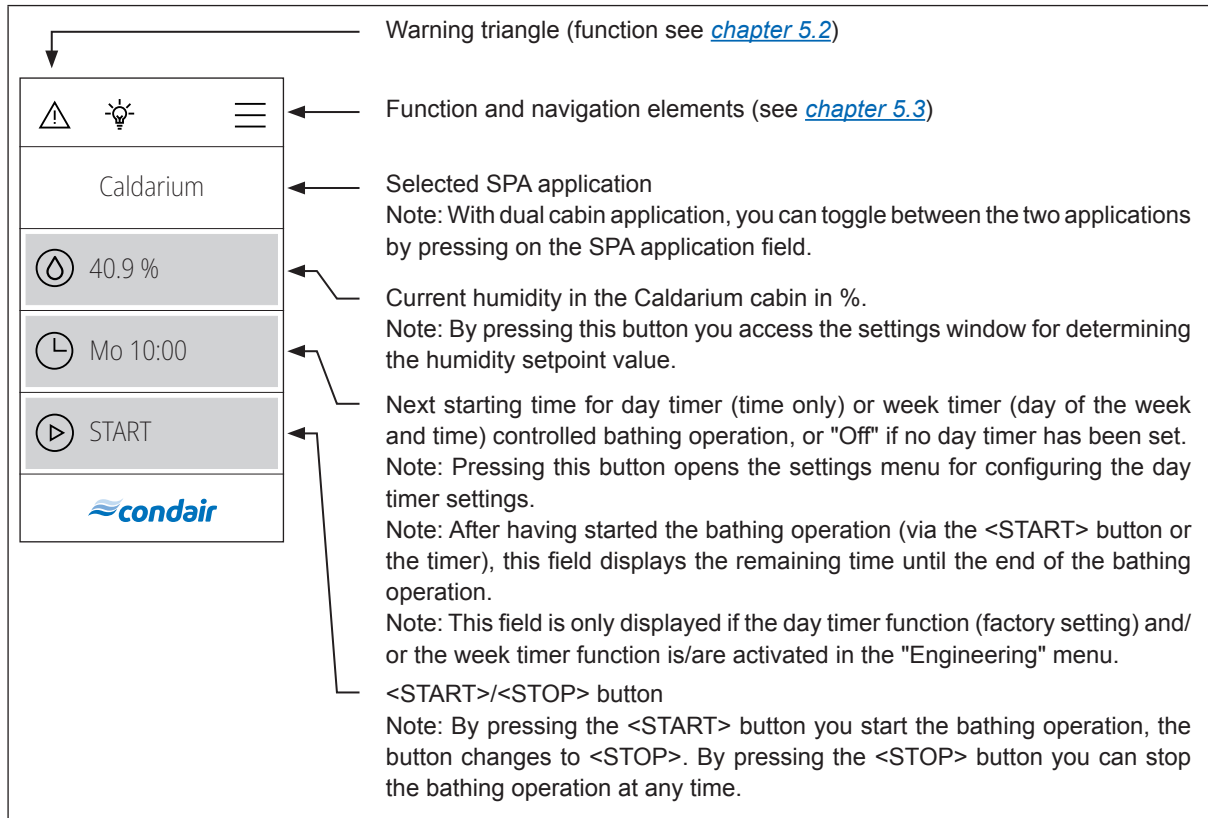 Warning triangle (function see chapter 5.2)
Function and navigation elements (see chapter 5.3)
Caldarium
Selected SPA application
Note: With dual cabin application, you can toggle between the two applications
by pressing on the SPA application field.
40.9 %
Current humidity in the Caldarium cabin in %.
Note: By pressing this button you access the settings window for determining
the humidity setpoint value.
Mo 10:00
Next starting time for day timer (time only) or week timer (day of the week
and time) controlled bathing operation, or "Off" if no day timer has been set.
Note: Pressing this button opens the settings menu for configuring the day
timer settings.
Note: After having started the bathing operation (via the <START> button or
the timer), this field displays the remaining time until the end of the bathing
operation.
Note: This field is only displayed if the day timer function (factory setting) and/
or the week timer function is/are activated in the "Engineering" menu.
START
<START>/<STOP> button
Note: By pressing the <START> button you start the bathing operation, the
button changes to <STOP>. By pressing the <STOP> button you can stop
the bathing operation at any time.
condair